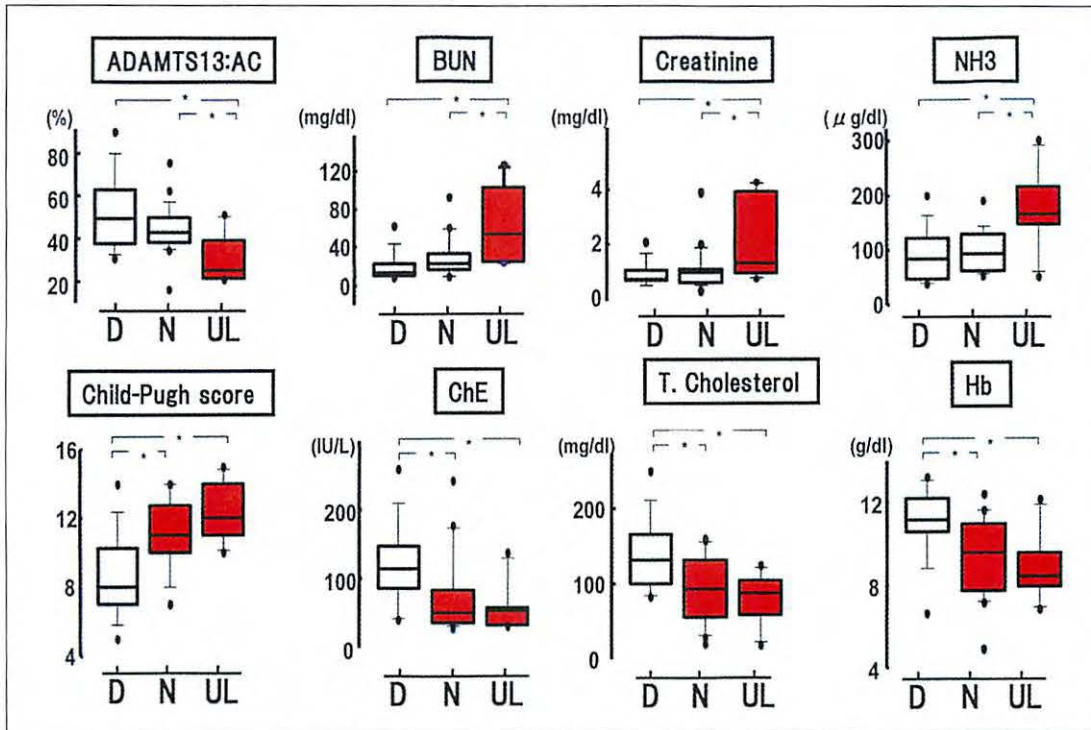 ADAMTS13:AC
BUN
Creatinine
NH3
(%)
80
60
40
20
D N UL
(mg/dl)
120
80
40
0
D N UL
(mg/dl)
4
2
0
D N UL
(μg/dl)
300
200
100
0
D N UL
Child-Pugh score
ChE
T. Cholesterol
Hb
16
12
8
4
D N UL
(IU/L)
200
100
0
D N UL
(mg/dl)
200
100
0
D N UL
(g/dl)
12
8
4
D N UL